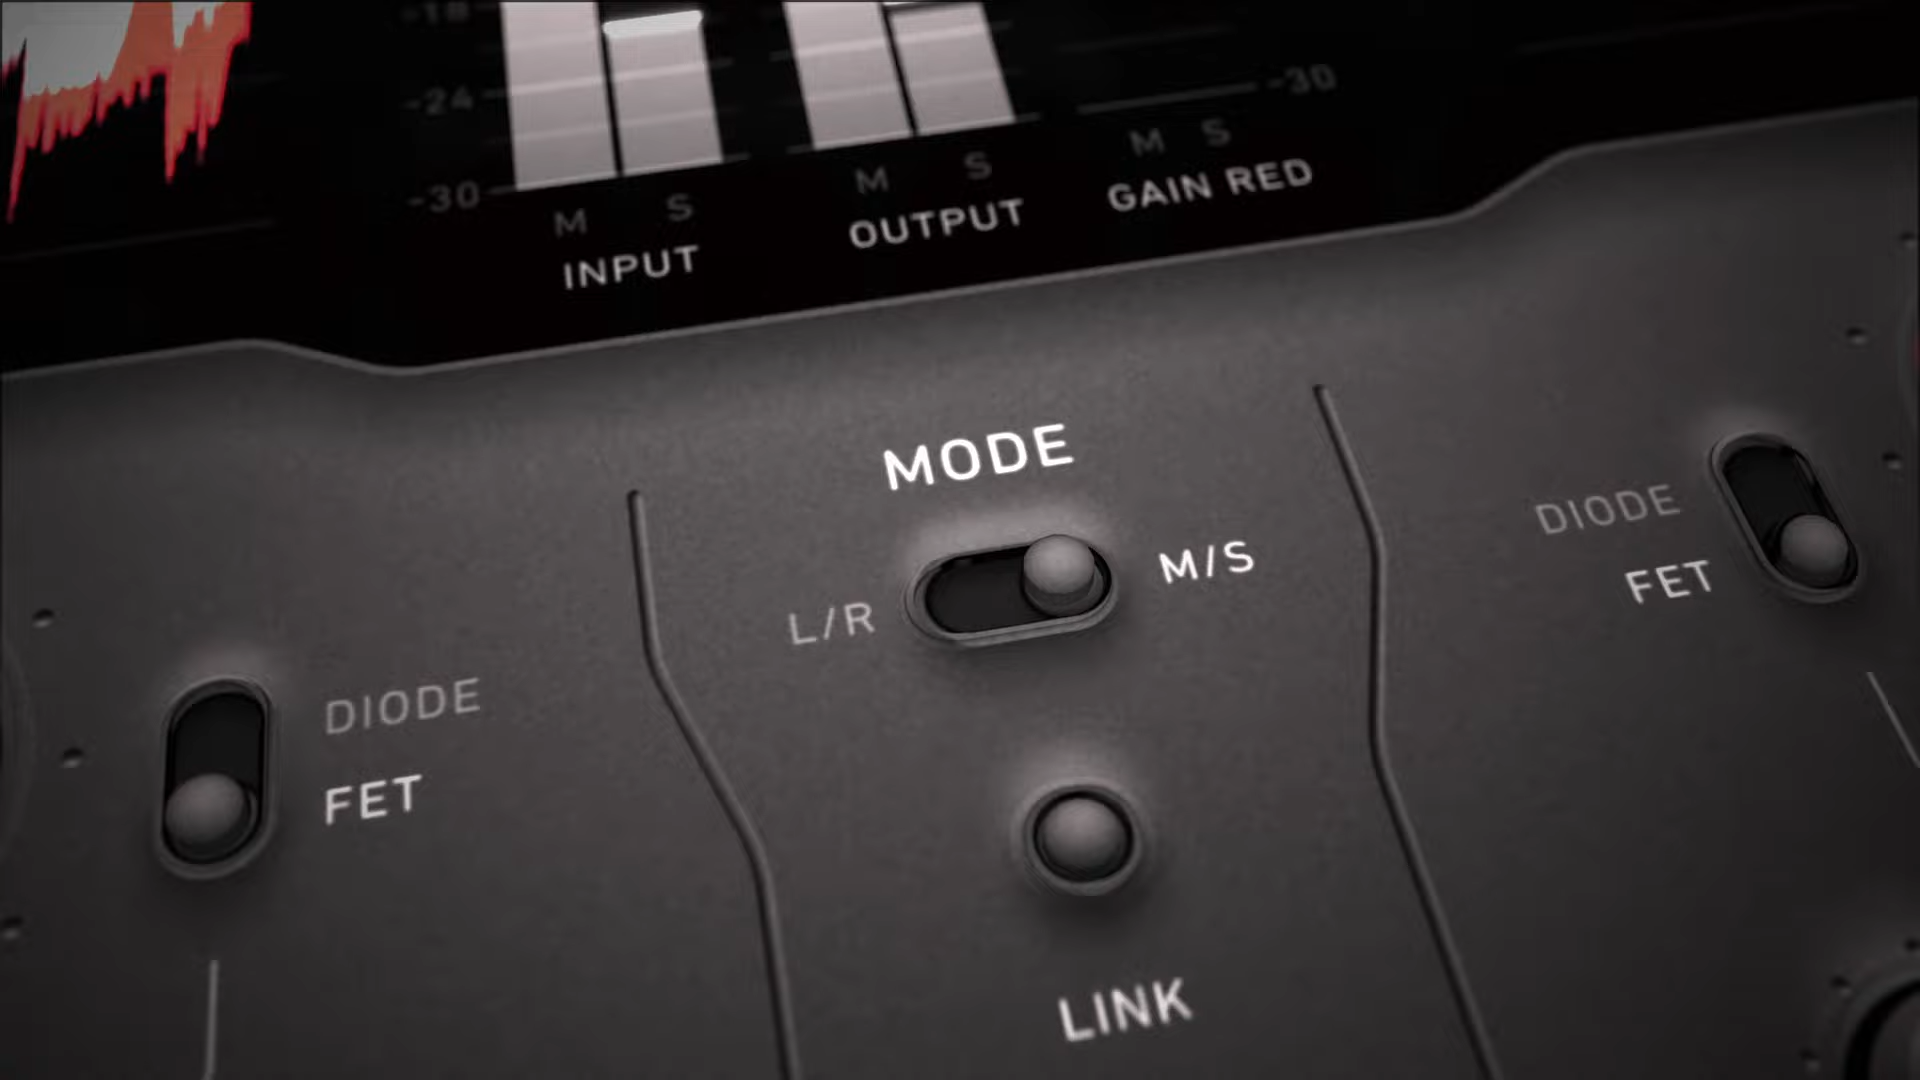 -18
-24
-30
-30
M S
INPUT
M S
OUTPUT
M S
GAIN RED
MODE
L/R
M/S
DIODE
FET
DIODE
FET
LINK